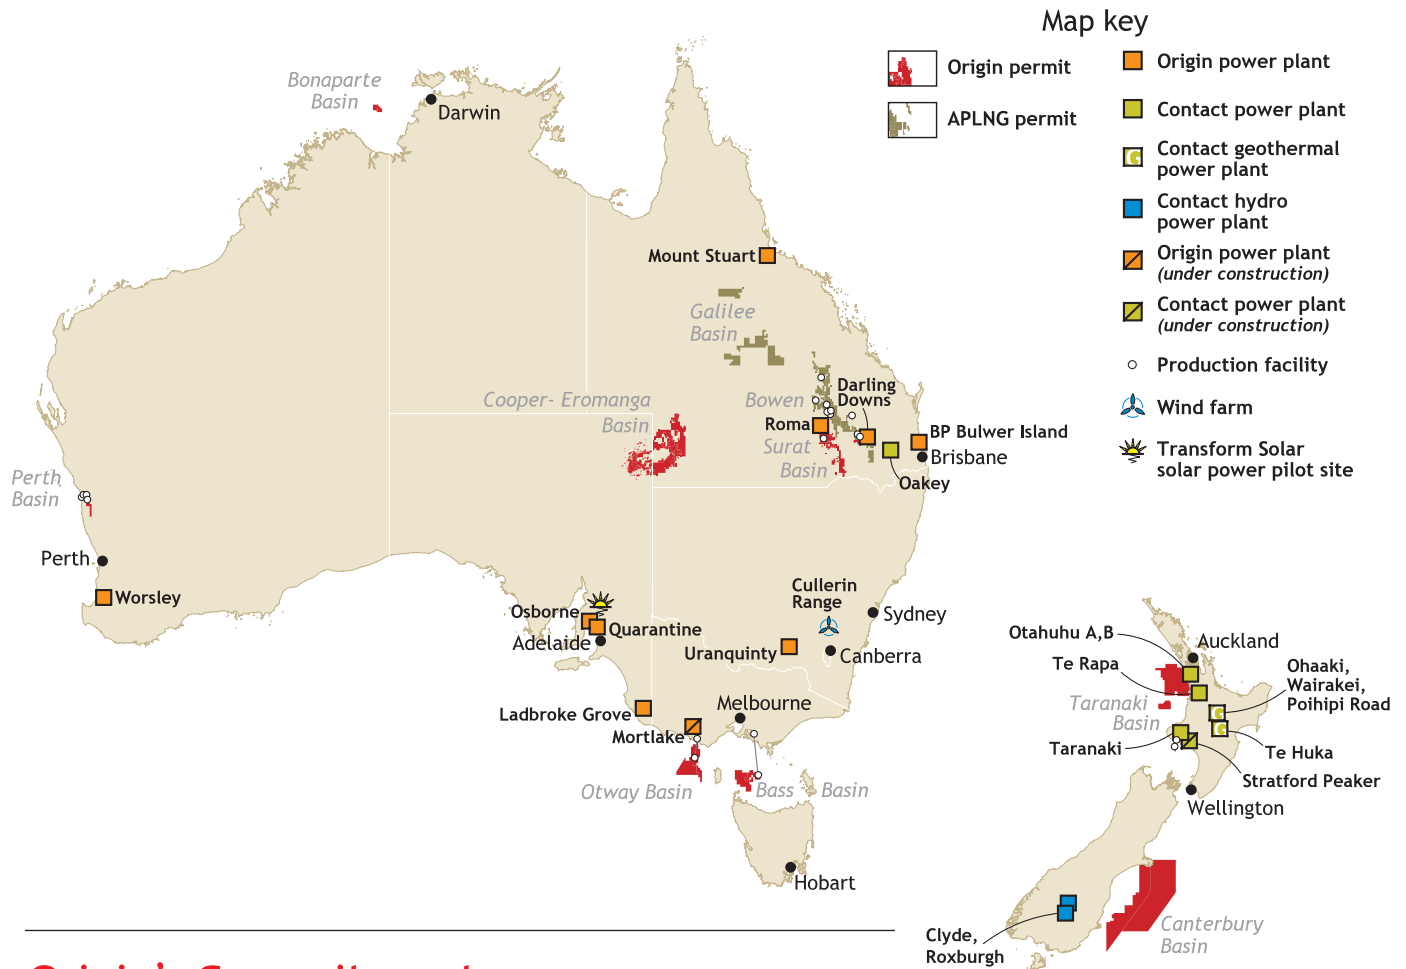 Map key
Origin permit
APLNG permit
Origin power plant
Contact power plant
Contact geothermal
power plant
Contact hydro
power plant
Origin power plant
(under construction)
Contact power plant
(under construction)
Production facility
Wind farm
Transform Solar
solar power pilot site
Bonaparte
Basin
Darwin
Mount Stuart
Galilee
Basin
Cooper- Eromanga
Basin
Bowen
Darling
Downs
Roma
Surat
Basin
BP Bulwer Island
Brisbane
Oakey
Perth
Basin
Perth
Worsley
Osborne
Quarantine
Adelaide
Cullerin
Range
Sydney
Uranquinty
Canberra
Ladbroke Grove
Melbourne
Mortlake
Otway Basin
Bass
Basin
Hobart
Otahuhu A,B
Auckland
Te Rapa
Ohaaki,
Wairakei,
Poihipi Road
Taranaki
Basin
Taranaki
Te Huka
Stratford Peaker
Wellington
Canterbury
Basin
Clyde,
Roxburgh